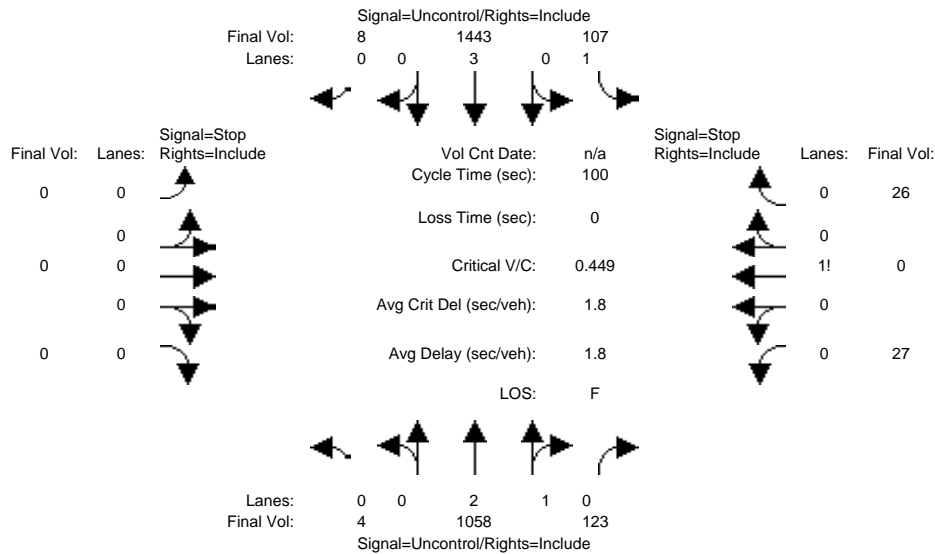 Signal=Uncontrol/Rights=Include
Final Vol: 8 1443 107
Lanes: 0 0 3 0 1
Signal=Stop
Final Vol: Lanes: Rights=Include
Vol Cnt Date: n/a
Signal=Stop
Rights=Include Lanes: Final Vol:
Cycle Time (sec): 100
0 0 0 26
Loss Time (sec): 0
0 0
0 0 Critical V/C: 0.449 1! 0
0 Avg Crit Del (sec/veh): 1.8 0
0 0 Avg Delay (sec/veh): 1.8 0 27
LOS: F
Lanes: 0 0 2 1 0
Final Vol: 4 1058 123
Signal=Uncontrol/Rights=Include